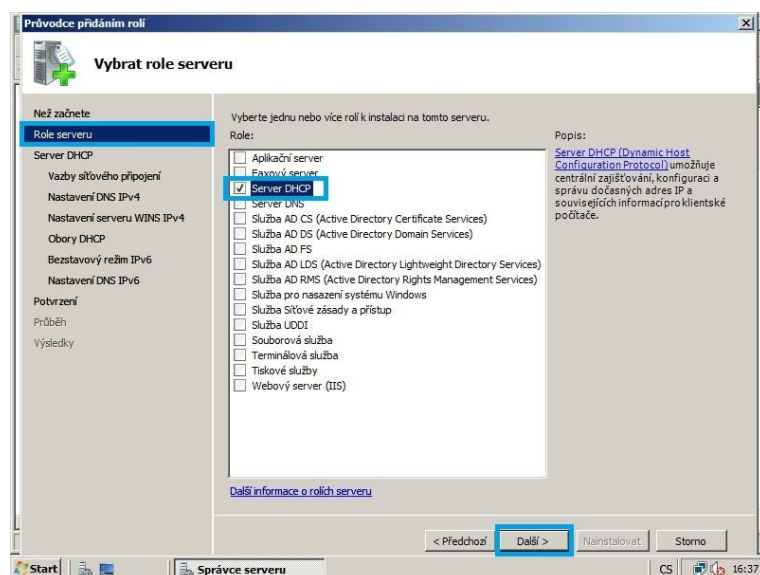 Průvodce přidáním rolí
Vybrat role serveru
Než začnete
Role serveru
Server DHCP
Vazby síťového připojení
Nastavení DNS IPv4
Nastavení serveru WINS IPv4
Obory DHCP
Bezstavový režim IPv6
Nastavení DNS IPv6
Potvrzení
Průběh
Výsledky
Vyberte jednu nebo více rolí k instalaci na tomto serveru.
Role:
Aplikační server
Faxový server
Server DHCP
Server DNS
Služba AD CS (Active Directory Certificate Services)
Služba AD DS (Active Directory Domain Services)
Služba AD FS
Služba AD LDS (Active Directory Lightweight Directory Services)
Služba AD RMS (Active Directory Rights Management Services)
Služba pro nasazení systému Windows
Služba Síťové zásady a přístup
Služba UDDI
Souborová služba
Terminálová služba
Tiskové služby
Webový server (IIS)
Další informace o rolích serveru
Popis:
Server DHCP (Dynamic Host
Configuration Protocol) umožňuje
centrální zajišťování, konfiguraci a
správu dočasných adres IP a
souvisejících informací pro klientské
počítače.
< Předchozí
Další >
Nainstalovat
Storno
Start
Správce serveru
CS
16:37